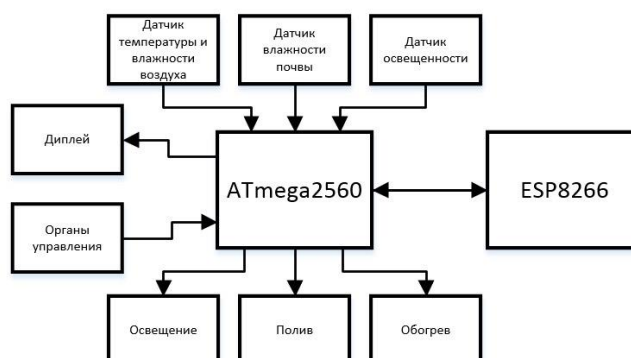 Датчик
температуры и
влажности
воздуха
Датчик
влажности
почвы
Датчик
освещенности
Диплей
ATmega2560
ESP8266
Органы
управления
Освещение
Полив
Обогрев